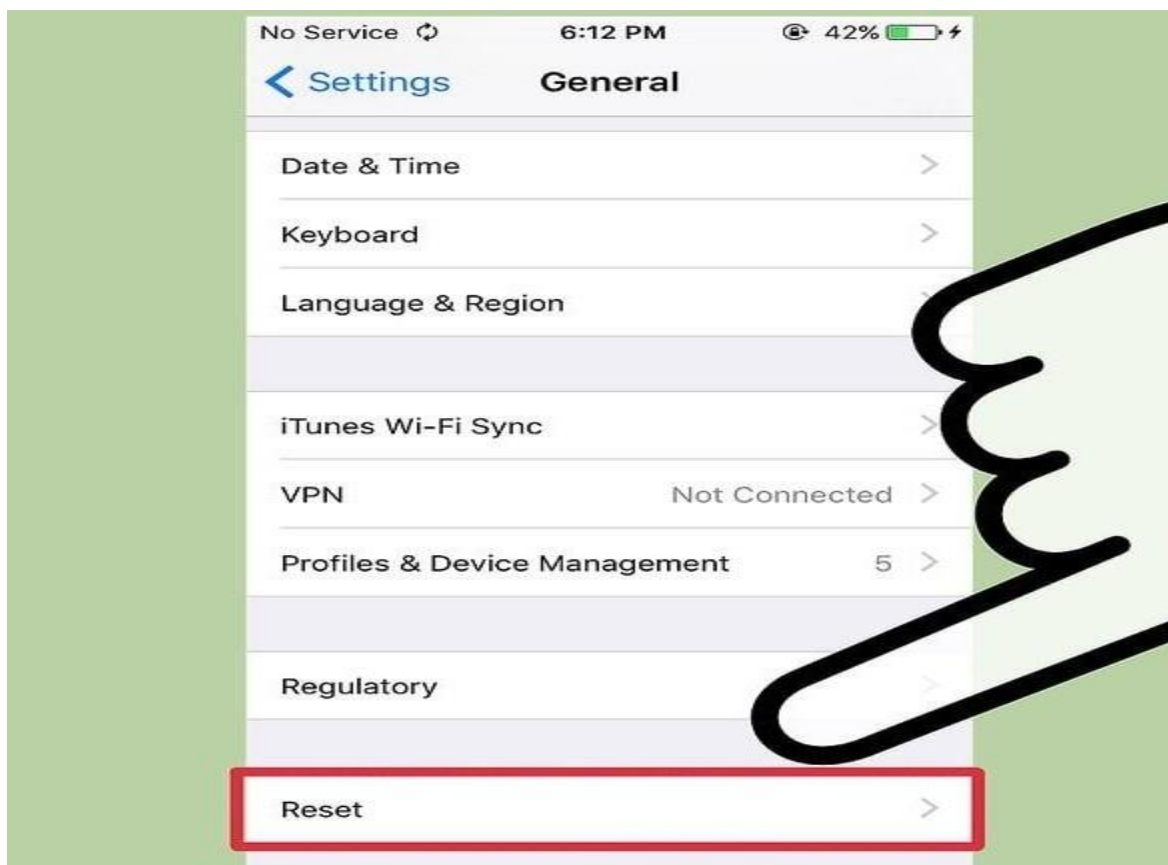 No Service 6:12 PM 42%
Settings General
Date & Time
Keyboard
Language & Region
iTunes Wi-Fi Sync
VPN Not Connected
Profiles & Device Management 5
Regulatory
Reset